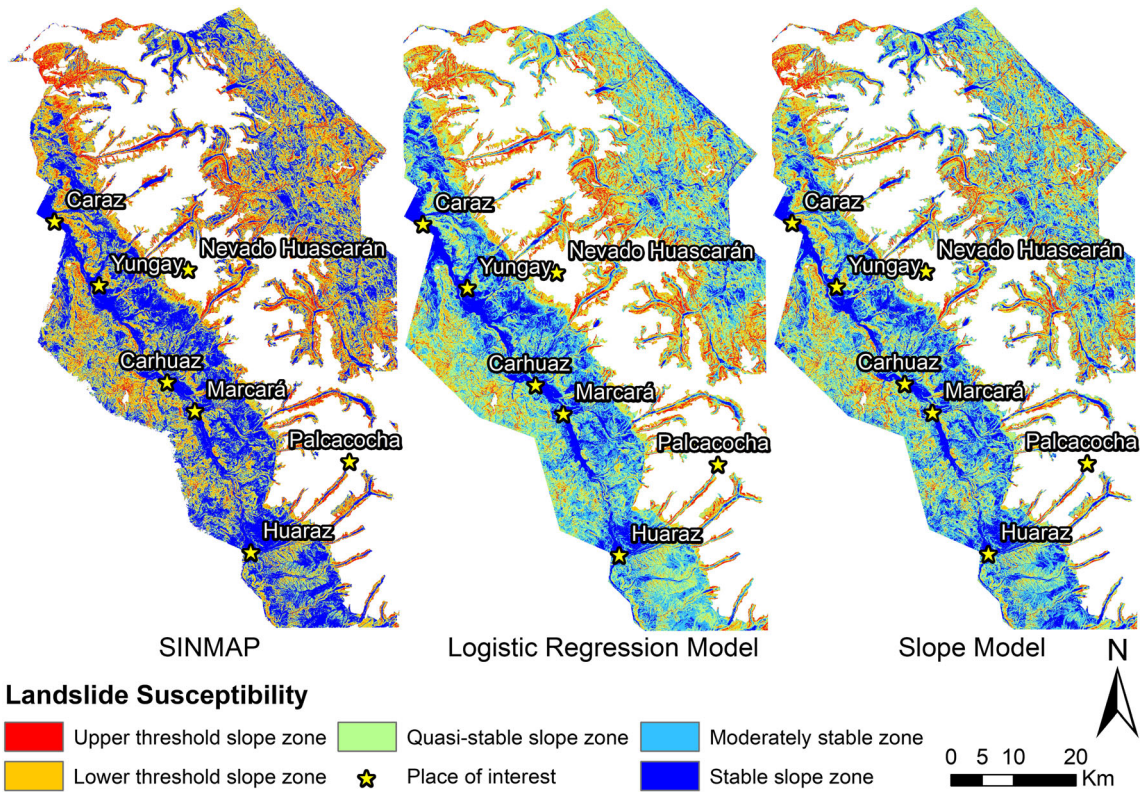 Caraz
Nevado Huascarán
Yungay
Carhuaz
Marcará
Palcacocha
Huaraz
SINMAP
Caraz
Nevado Huascarán
Yungay
Carhuaz
Marcará
Palcacocha
Huaraz
Logistic Regression Model
Caraz
Nevado Huascarán
Yungay
Carhuaz
Marcará
Palcacocha
Huaraz
Slope Model
N
Landslide Susceptibility
Upper threshold slope zone
Quasi-stable slope zone
Moderately stable zone
Lower threshold slope zone
Place of interest
Stable slope zone
0 5 10 20
Km